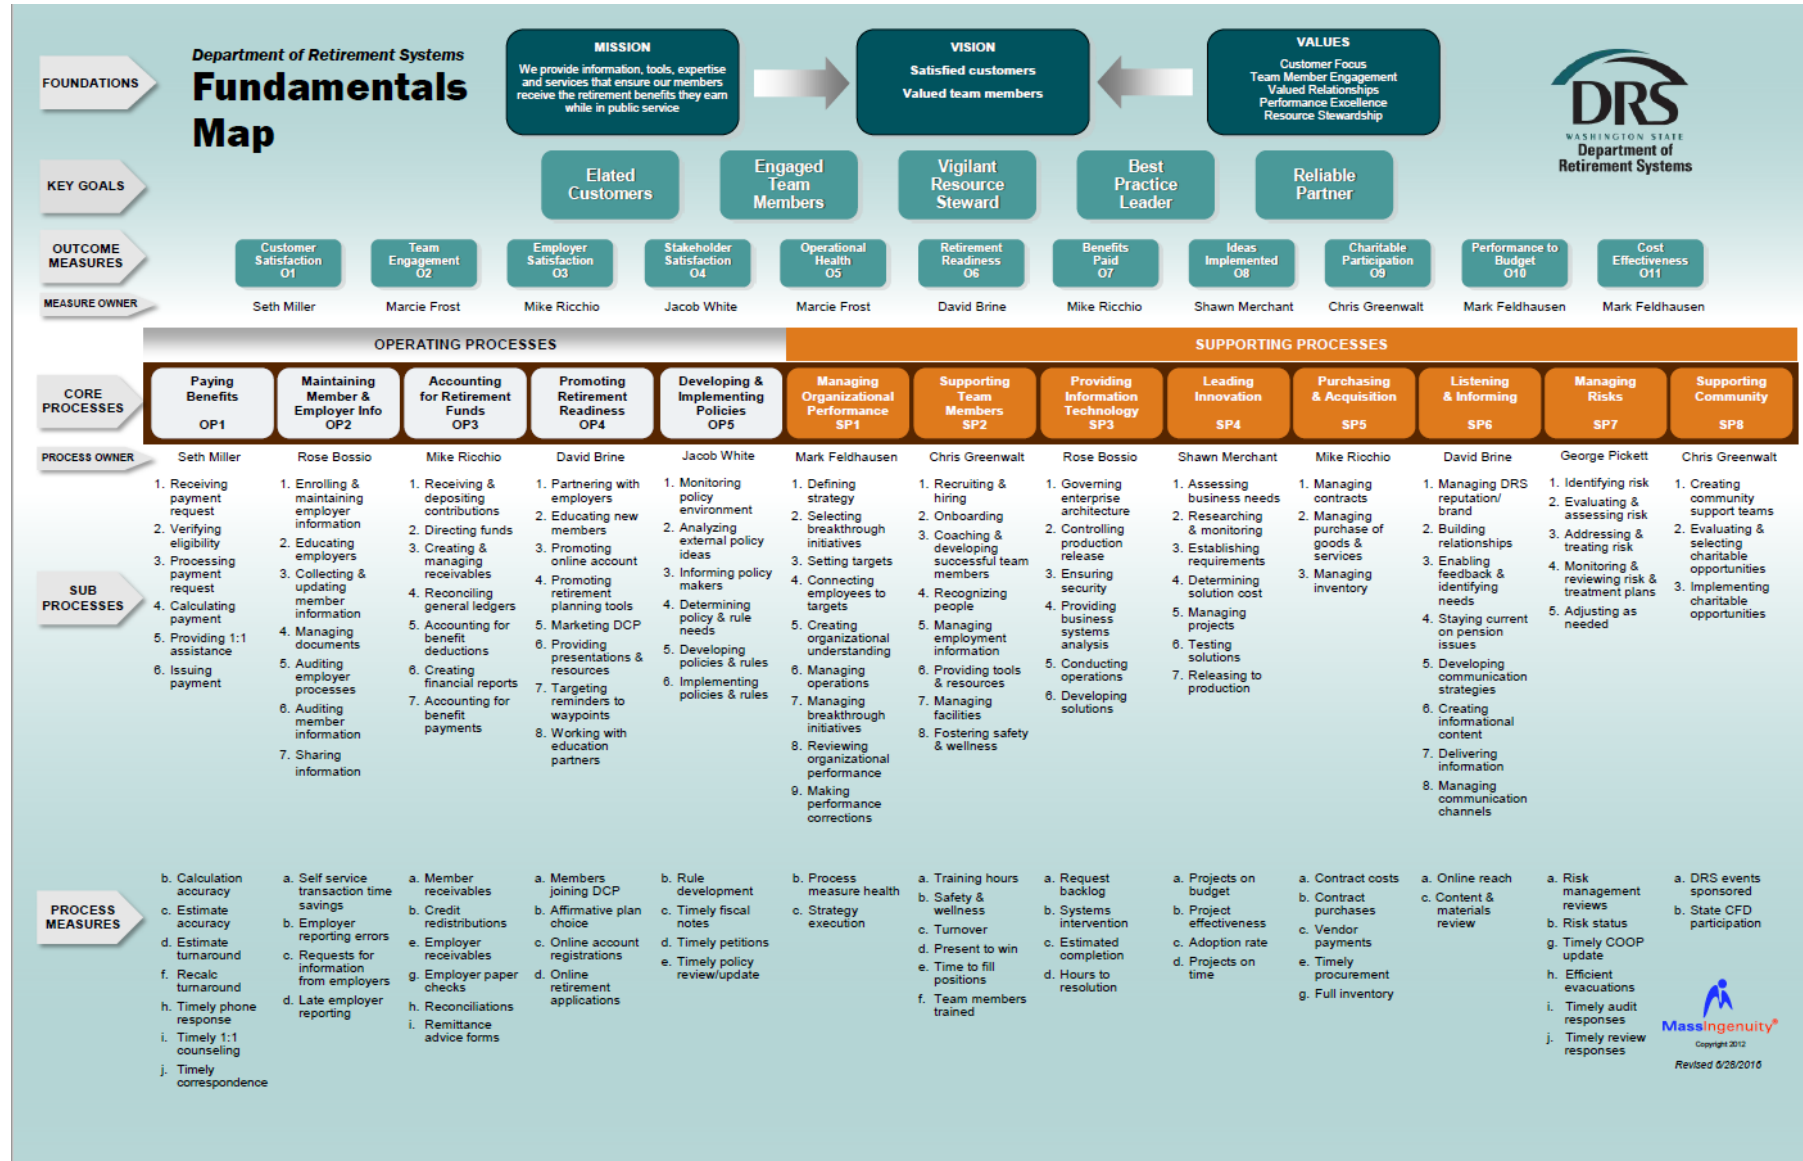 FOUNDATIONS
Department of Retirement Systems
Fundamentals
Map
MISSION
We provide information, tools, expertise
and services that ensure our members
receive the retirement benefits they earn
while in public service
VISION
Satisfied customers
Valued team members
VALUES
Customer Focus
Team Member Engagement
Valued Relationships
Performance Excellence
Resource Stewardship
DRS
WASHINGTON STATE
Department of
Retirement Systems
KEY GOALS
Elated
Customers
Engaged
Team
Members
Vigilant
Resource
Steward
Best
Practice
Leader
Reliable
Partner
OUTCOME
MEASURES
Customer
Satisfaction
O1
Team
Engagement
O2
Employer
Satisfaction
O3
Stakeholder
Satisfaction
O4
Operational
Health
O5
Retirement
Readiness
O6
Benefits
Paid
O7
Ideas
Implemented
O8
Charitable
Participation
O9
Performance to
Budget
O10
Cost
Effectiveness
O11
MEASURE OWNER
Seth Miller
Marcie Frost
Mike Ricchio
Jacob White
Marcie Frost
David Brine
Mike Ricchio
Shawn Merchant
Chris Greenwalt
Mark Feldhausen
Mark Feldhausen
OPERATING PROCESSES
SUPPORTING PROCESSES
CORE
PROCESSES
Paying
Benefits
OP1
Maintaining
Member &
Employer Info
OP2
Accounting
for Retirement
Funds
OP3
Promoting
Retirement
Readiness
OP4
Developing &
Implementing
Policies
OP5
Managing
Organizational
Performance
SP1
Supporting
Team
Members
SP2
Providing
Information
Technology
SP3
Leading
Innovation
SP4
Purchasing
& Acquisition
SP5
Listening
& Informing
SP6
Managing
Risks
SP7
Supporting
Community
SP8
PROCESS OWNER
Seth Miller
Rose Bossio
Mike Ricchio
David Brine
Jacob White
Mark Feldhausen
Chris Greenwalt
Rose Bossio
Shawn Merchant
Mike Ricchio
David Brine
George Pickett
Chris Greenwalt
SUB
PROCESSES
1. Receiving
payment
request
2. Verifying
eligibility
3. Processing
payment
request
4. Calculating
payment
5. Providing 1:1
assistance
6. Issuing
payment
1. Enrolling &
maintaining
employer
information
2. Educating
employers
3. Collecting &
updating
member
information
4. Managing
documents
5. Auditing
employer
processes
6. Auditing
member
information
7. Sharing
information
1. Receiving &
depositing
contributions
2. Directing funds
3. Creating &
managing
receivables
4. Reconciling
general ledgers
5. Accounting for
benefit
deductions
6. Creating
financial reports
7. Accounting for
benefit
payments
1. Partnering with
employers
2. Educating new
members
3. Promoting
online account
4. Promoting
retirement
planning tools
5. Marketing DCP
6. Providing
presentations &
resources
7. Targeting
reminders to
waypoints
8. Working with
education
partners
1. Monitoring
policy
environment
2. Analyzing
external policy
ideas
3. Informing policy
makers
4. Determining
policy & rule
needs
5. Developing
policies & rules
6. Implementing
policies & rules
1. Defining
strategy
2. Selecting
breakthrough
initiatives
3. Setting targets
4. Connecting
employees to
targets
5. Creating
organizational
understanding
6. Managing
operations
7. Managing
breakthrough
initiatives
8. Reviewing
organizational
performance
9. Making
performance
corrections
1. Recruiting &
hiring
2. Onboarding
3. Coaching &
developing
successful team
members
4. Recognizing
people
5. Managing
employment
information
6. Providing tools
& resources
7. Managing
facilities
8. Fostering safety
& wellness
1. Governing
enterprise
architecture
2. Controlling
production
release
3. Ensuring
security
4. Providing
business
systems
analysis
5. Conducting
operations
6. Developing
solutions
1. Assessing
business needs
2. Researching
& monitoring
3. Establishing
requirements
4. Determining
solution cost
5. Managing
projects
6. Testing
solutions
7. Releasing to
production
1. Managing
contracts
2. Managing
purchase of
goods &
services
3. Managing
inventory
1. Managing DRS
reputation/
brand
2. Building
relationships
3. Enabling
feedback &
identifying
needs
4. Staying current
on pension
issues
5. Developing
communication
strategies
6. Creating
informational
content
7. Delivering
information
8. Managing
communication
channels
1. Identifying risk
2. Evaluating &
assessing risk
3. Addressing &
treating risk
4. Monitoring &
reviewing risk &
treatment plans
5. Adjusting as
needed
1. Creating
community
support teams
2. Evaluating &
selecting
charitable
opportunities
3. Implementing
charitable
opportunities
PROCESS
MEASURES
b. Calculation
accuracy
c. Estimate
accuracy
d. Estimate
turnaround
f. Recalc
turnaround
h. Timely phone
response
i. Timely 1:1
counseling
j. Timely
correspondence
a. Self service
transaction time
savings
b. Employer
reporting errors
c. Requests for
information
from employers
d. Late employer
reporting
a. Member
receivables
b. Credit
redistributions
e. Employer
receivables
g. Employer paper
checks
h. Reconciliations
i. Remittance
advice forms
a. Members
joining DCP
b. Affirmative plan
choice
c. Online account
registrations
d. Online
retirement
applications
b. Rule
development
c. Timely fiscal
notes
d. Timely petitions
e. Timely policy
review/update
b. Process
measure health
c. Strategy
execution
a. Training hours
b. Safety &
wellness
c. Turnover
d. Present to win
e. Time to fill
positions
f. Team members
trained
a. Request
backlog
b. Systems
intervention
c. Estimated
completion
d. Hours to
resolution
a. Projects on
budget
b. Project
effectiveness
c. Adoption rate
d. Projects on
time
a. Contract costs
b. Contract
purchases
c. Vendor
payments
e. Timely
procurement
g. Full inventory
a. Online reach
c. Content &
materials
review
a. Risk
management
reviews
b. Risk status
g. Timely COOP
update
h. Efficient
evacuations
i. Timely audit
responses
j. Timely review
responses
a. DRS events
sponsored
b. State CFD
participation
MassIngenuity®
Copyright 2012
Revised 6/28/2016